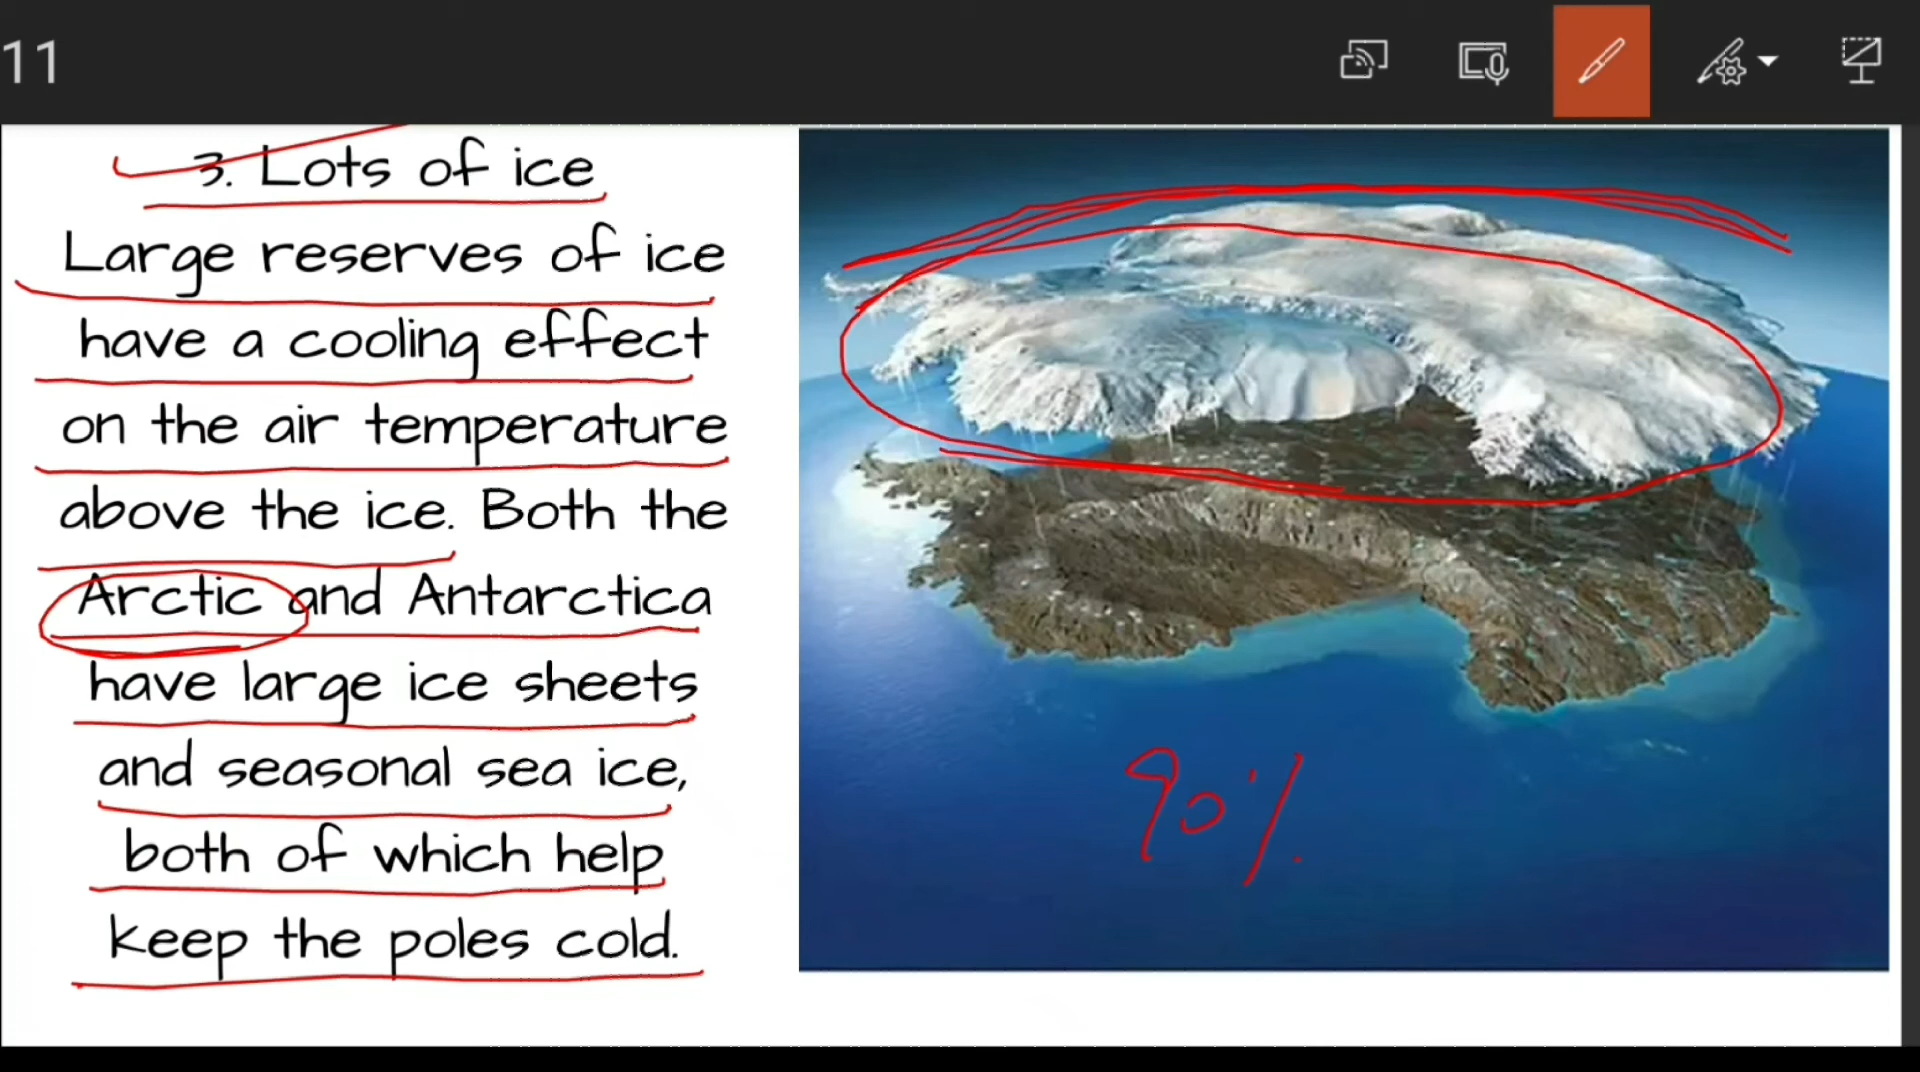 11
3. Lots of ice
Large reserves of ice
have a cooling effect
on the air temperature
above the ice. Both the
Arctic and Antarctica
have large ice sheets
and seasonal sea ice,
both of which help
keep the poles cold.
90%